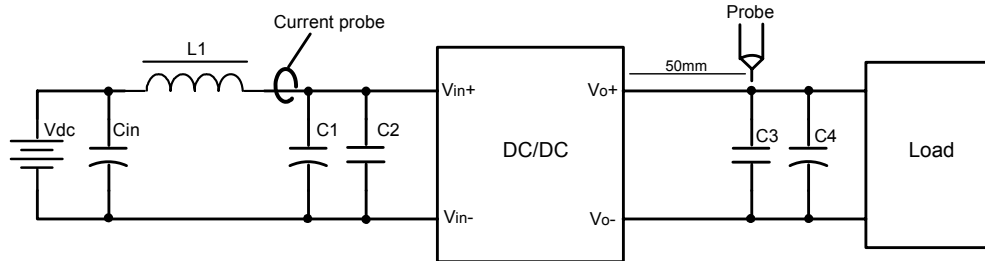 Current probe
Probe
L1
50mm
Vin+
Vo+
Vdc
Cin
C1
C2
DC/DC
C3
C4
Load
Vin-
Vo-